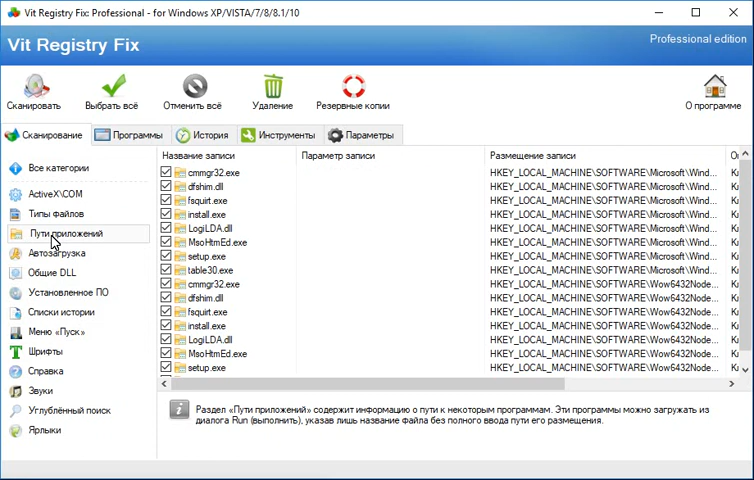 Vit Registry Fix: Professional - for Windows XP/VISTA/7/8/8.1/10
Vit Registry Fix
Professional edition
Сканировать
Выбрать всё
Отменить всё
Удаление
Резервные копии
О программе
Сканирование
Программы
История
Инструменты
Параметры
Все категории
ActiveX\COM
Типы файлов
Пути приложений
Автозагрузка
Общие DLL
Установленное ПО
Списки истории
Меню «Пуск»
Шрифты
Справка
Звуки
Углублённый поиск
Ярлыки
Название записи Параметр записи Размещение записи
cmmgr32.exe HKEY_LOCAL_MACHINE\SOFTWARE\Microsoft\Wind...
dfshim.dll HKEY_LOCAL_MACHINE\SOFTWARE\Microsoft\Wind...
fsquirt.exe HKEY_LOCAL_MACHINE\SOFTWARE\Microsoft\Wind...
install.exe HKEY_LOCAL_MACHINE\SOFTWARE\Microsoft\Wind...
LogiLDA.dll HKEY_LOCAL_MACHINE\SOFTWARE\Microsoft\Wind...
MsoHtmEd.exe HKEY_LOCAL_MACHINE\SOFTWARE\Microsoft\Wind...
setup.exe HKEY_LOCAL_MACHINE\SOFTWARE\Microsoft\Wind...
table30.exe HKEY_LOCAL_MACHINE\SOFTWARE\Microsoft\Wind...
cmmgr32.exe HKEY_LOCAL_MACHINE\SOFTWARE\Wow6432Node...
dfshim.dll HKEY_LOCAL_MACHINE\SOFTWARE\Wow6432Node...
fsquirt.exe HKEY_LOCAL_MACHINE\SOFTWARE\Wow6432Node...
install.exe HKEY_LOCAL_MACHINE\SOFTWARE\Wow6432Node...
LogiLDA.dll HKEY_LOCAL_MACHINE\SOFTWARE\Wow6432Node...
MsoHtmEd.exe HKEY_LOCAL_MACHINE\SOFTWARE\Wow6432Node...
setup.exe HKEY_LOCAL_MACHINE\SOFTWARE\Wow6432Node...
Раздел «Пути приложений» содержит информацию о пути к некоторым программам. Эти программы можно загружать из
диалога Run (выполнить), указав лишь название файла без полного ввода пути его размещения.